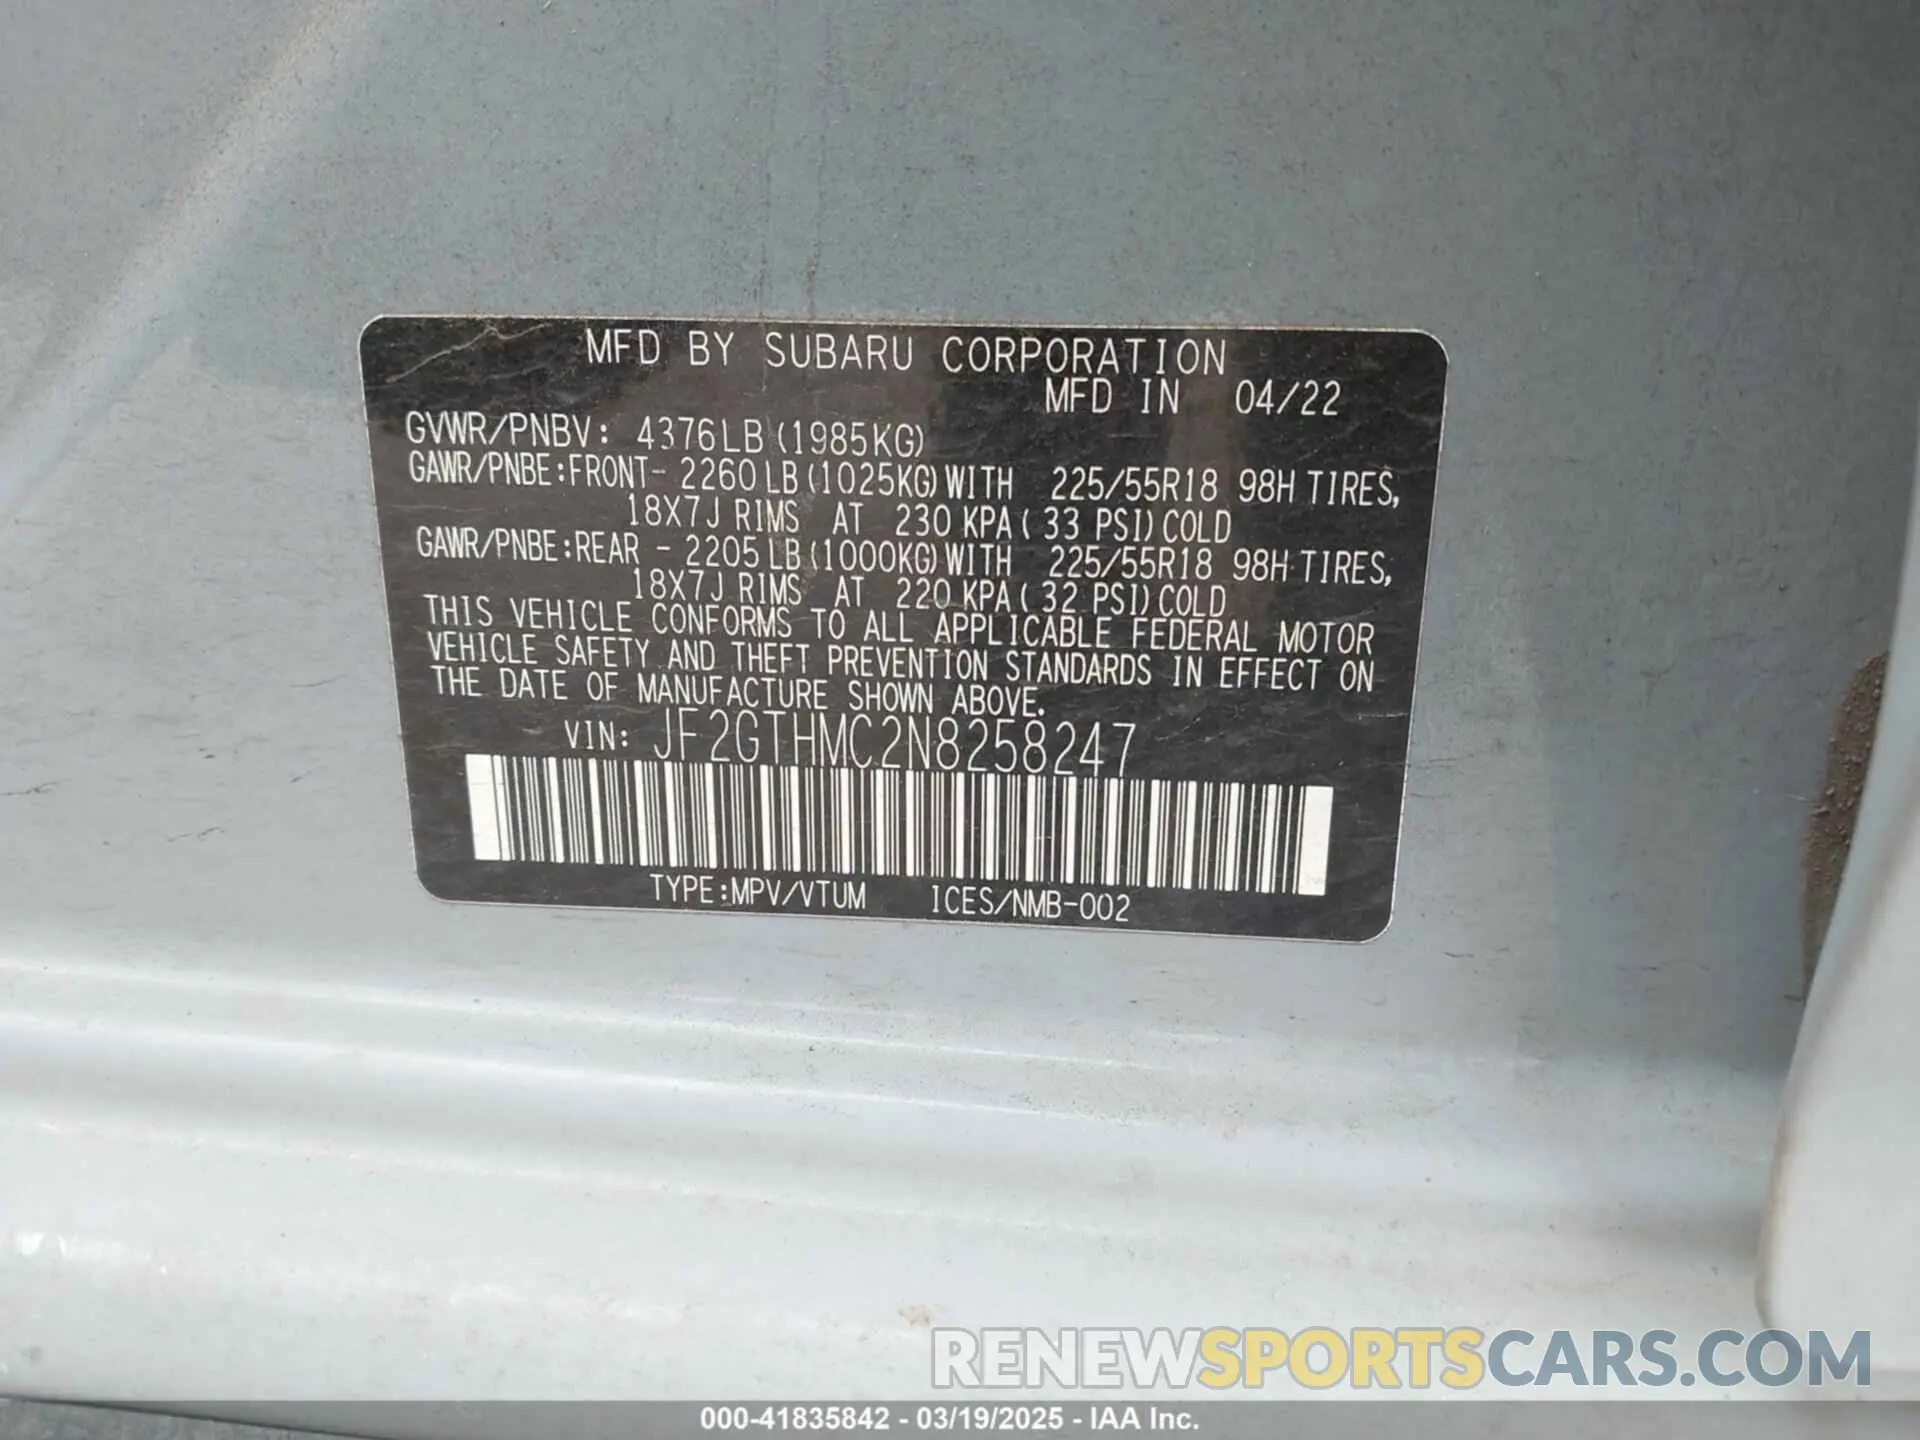 MFD BY SUBARU CORPORATION
MFD IN 04/22
GVWR/PNBV: 4376LB(1985KG)
GAWR/PNBE:FRONT- 2260LB(1025KG)WITH 225/55R18 98H TIRES,
18X7J RIMS AT 230 KPA( 33 PSI)COLD
GAWR/PNBE:REAR - 2205LB(1000KG)WITH 225/55R18 98H TIRES,
18X7J RIMS AT 220 KPA( 32 PSI)COLD
THIS VEHICLE CONFORMS TO ALL APPLICABLE FEDERAL MOTOR
VEHICLE SAFETY AND THEFT PREVENTION STANDARDS IN EFFECT ON
THE DATE OF MANUFACTURE SHOWN ABOVE.
VIN: JF2GTHMC2N8258247
TYPE:MPV/VTUM ICES/NMB-002
RENEWSPORTSCARS.COM
000-41835842 - 03/19/2025 - IAA Inc.